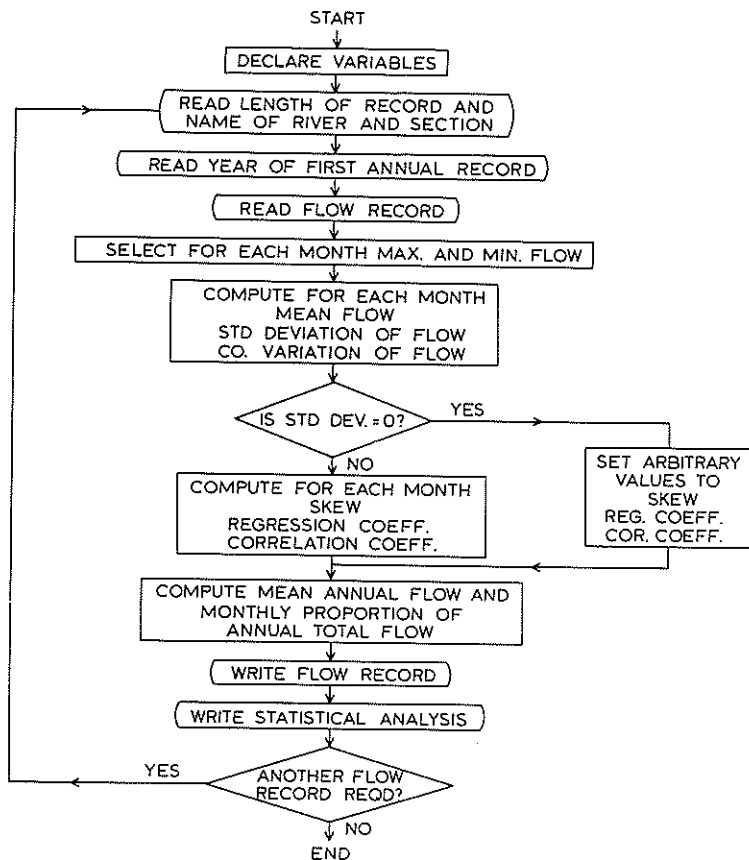 START
DECLARE VARIABLES
READ LENGTH OF RECORD AND
NAME OF RIVER AND SECTION
READ YEAR OF FIRST ANNUAL RECORD
READ FLOW RECORD
SELECT FOR EACH MONTH MAX. AND MIN. FLOW
COMPUTE FOR EACH MONTH
MEAN FLOW
STD DEVIATION OF FLOW
CO. VARIATION OF FLOW
IS STD DEV.=0?
YES
NO
COMPUTE FOR EACH MONTH
SKEW
REGRESSION COEFF.
CORRELATION COEFF.
SET ARBITRARY
VALUES TO
SKEW
REG. COEFF.
COR. COEFF.
COMPUTE MEAN ANNUAL FLOW AND
MONTHLY PROPORTION OF
ANNUAL TOTAL FLOW
WRITE FLOW RECORD
WRITE STATISTICAL ANALYSIS
YES
ANOTHER FLOW
RECORD REQD?
NO
END